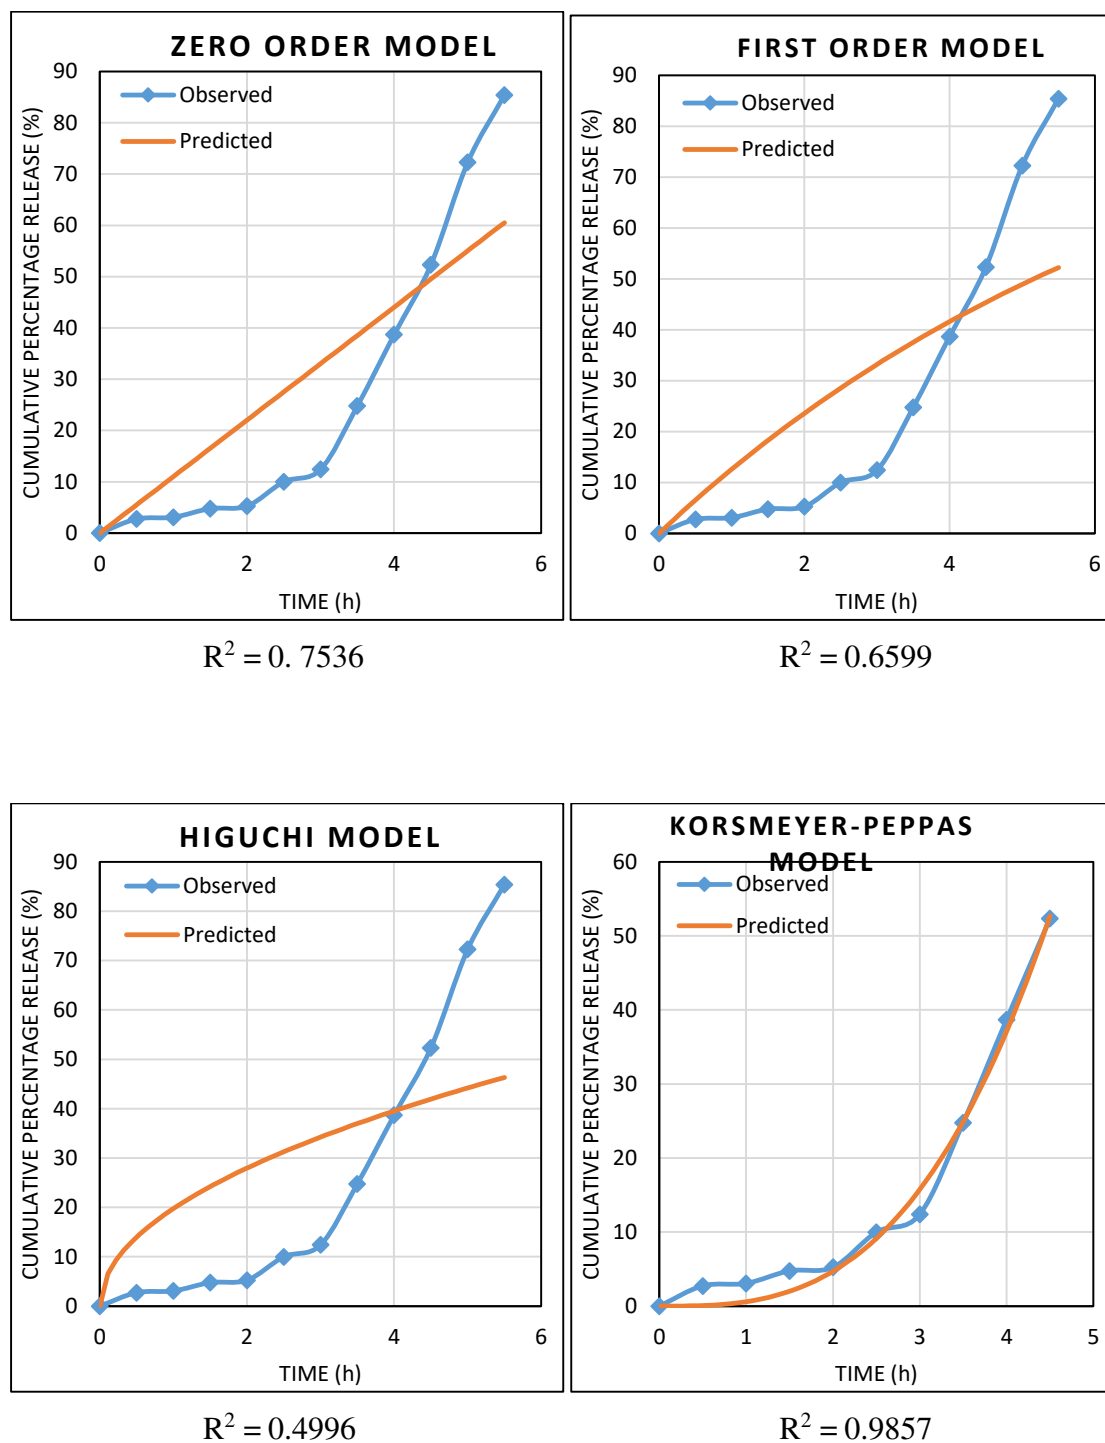 ZERO ORDER MODEL
CUMULATIVE PERCENTAGE RELEASE (%)
90
80
70
60
50
40
30
20
10
0
Observed
Predicted
0 2 4 6
TIME (h)
R² = 0. 7536
FIRST ORDER MODEL
CUMULATIVE PERCENTAGE RELEASE (%)
90
80
70
60
50
40
30
20
10
0
Observed
Predicted
0 2 4 6
TIME (h)
R² = 0.6599
HIGUCHI MODEL
CUMULATIVE PERCENTAGE RELEASE (%)
90
80
70
60
50
40
30
20
10
0
Observed
Predicted
0 2 4 6
TIME (h)
R² = 0.4996
KORSMEYER-PEPPAS
MODEL
CUMULATIVE PERCENTAGE RELEASE (%)
60
50
40
30
20
10
0
Observed
Predicted
0 1 2 3 4 5
TIME (h)
R² = 0.9857